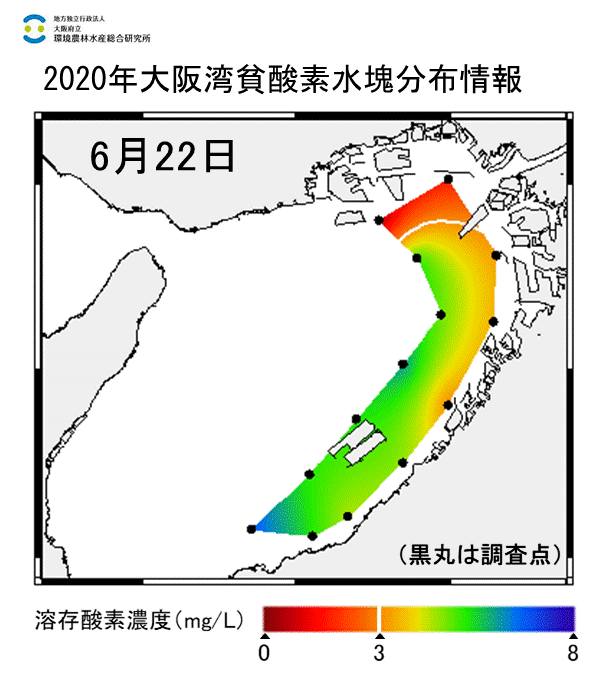 地方独立行政法人
大阪府立
環境農林水産総合研究所
2020年大阪湾貧酸素水塊分布情報
6月22日
(黒丸は調査点)
溶存酸素濃度(mg/L)
0 3 8